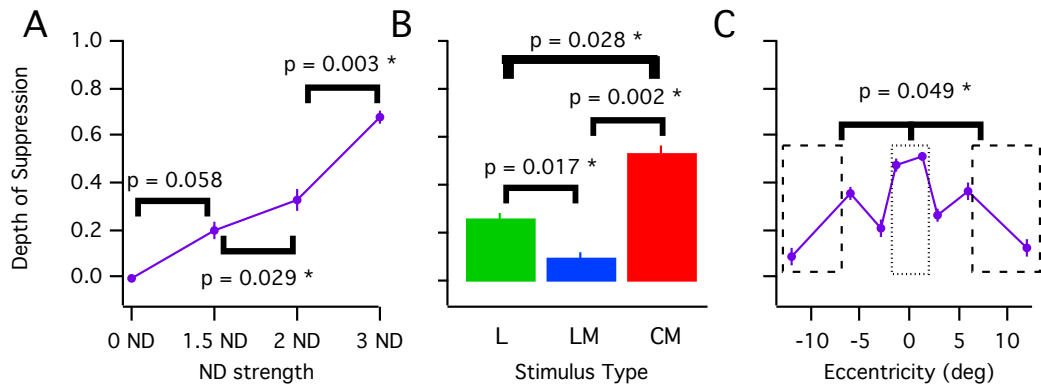 A
Depth of Suppression
1.0
0.8
0.6
0.4
0.2
0.0
p = 0.003 *
p = 0.058
p = 0.029 *
0 ND 1.5 ND 2 ND 3 ND
ND strength
B
p = 0.028 *
p = 0.002 *
p = 0.017 *
L LM CM
Stimulus Type
C
p = 0.049 *
-10 -5 0 5 10
Eccentricity (deg)